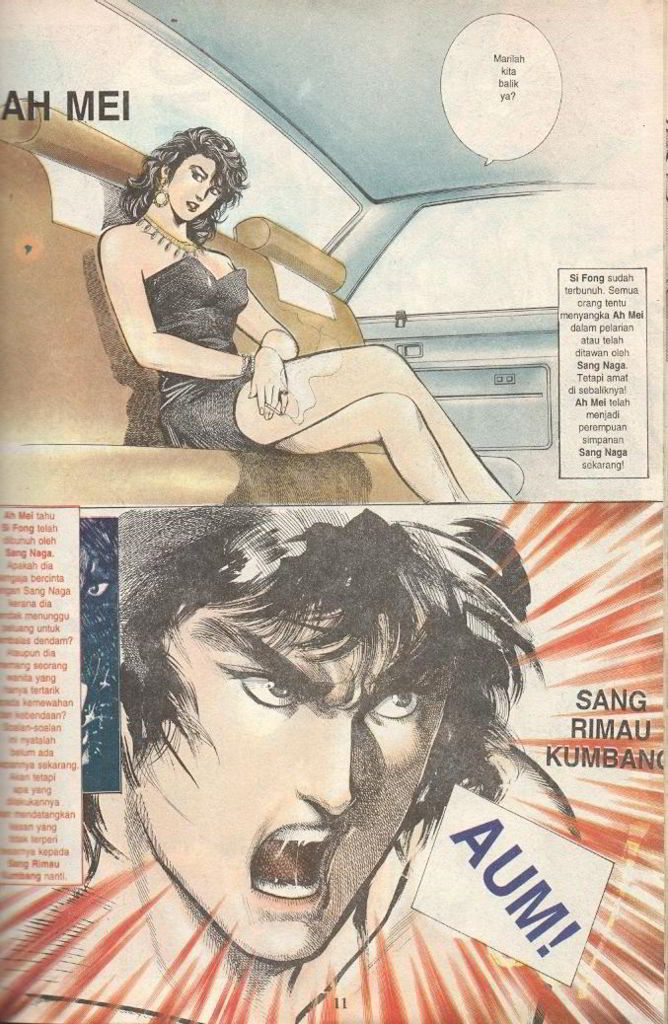 Marilah
kita
balik
ya?
AH MEI
Si Fong sudah
terbunuh. Semua
orang tentu
menyangka Ah Mei
dalam pelarian
atau telah
ditawan oleh
Sang Naga.
Tetapi amat
di sebaliknya!
Ah Mei telah
menjadi
perempuan
simpanan
Sang Naga
sekarang!
Ah Mei tahu
Si Fong telah
dibunuh oleh
Sang Naga.
Apakah dia
bercinta
Sang Naga
kerana dia
menunggu
untuk
dendam?
dia
seorang
tertarik
kemewahan
kebendaan?
Soalan-soalan
ini
belum ada
sekarang.
Akan tetapi
apa yang
dilakukannya
mendatangkan
kesan yang
terperi
kepada
Sang Rimau
Kumbang nanti.
SANG
RIMAU
KUMBANG
AUM!
11